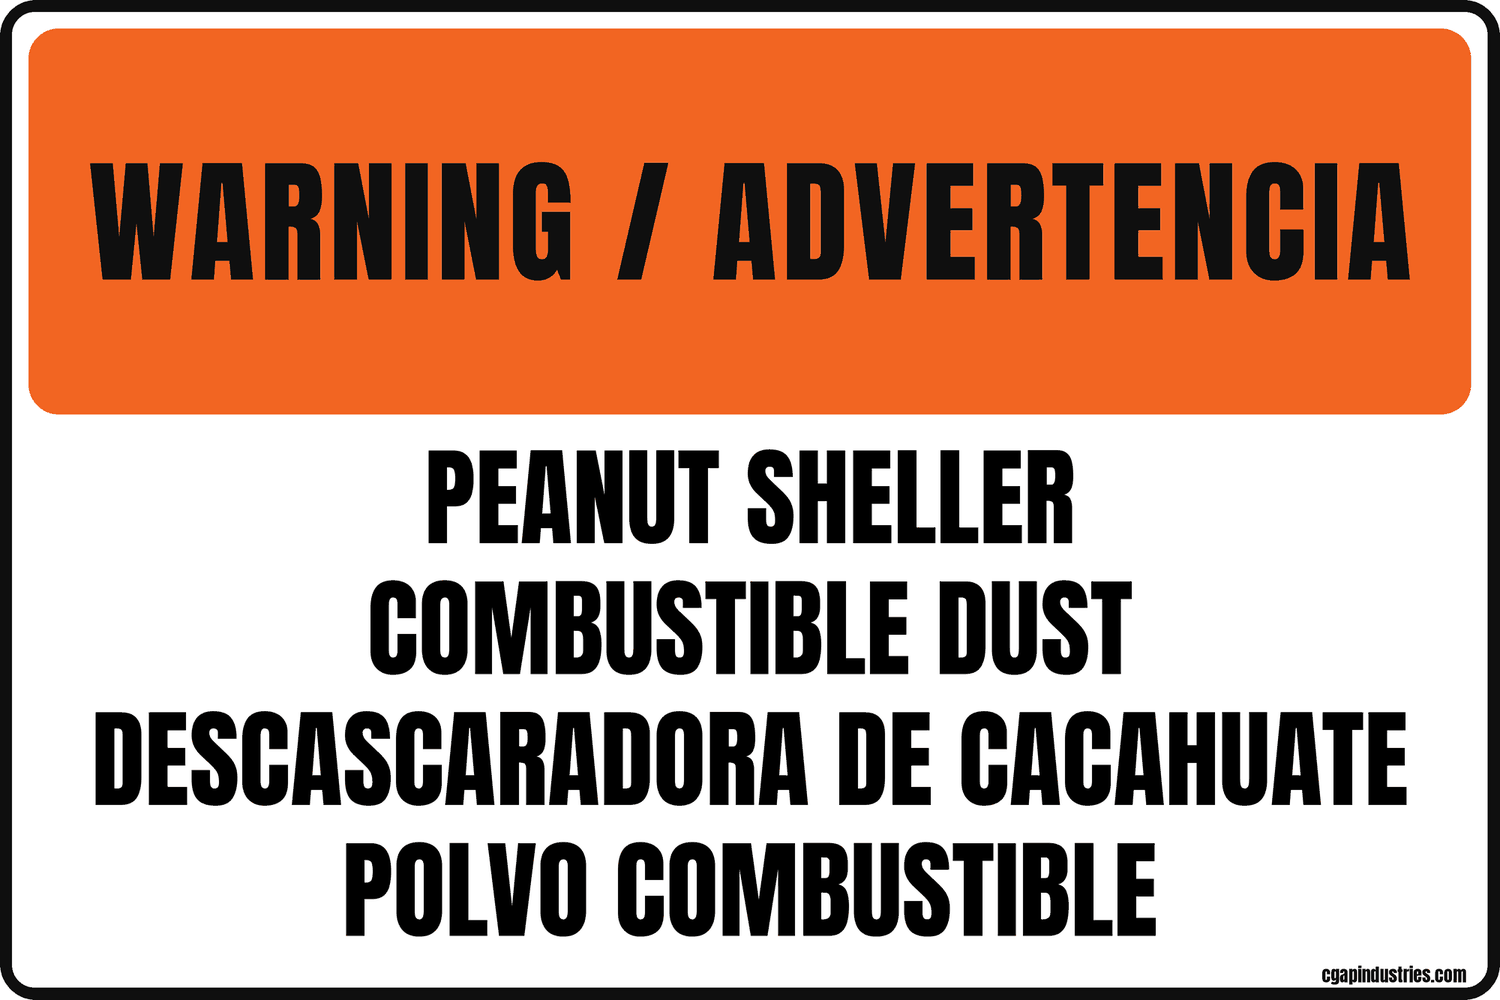 WARNING / ADVERTENCIA
PEANUT SHELLER
COMBUSTIBLE DUST
DESCASCARADORA DE CACAHUATE
POLVO COMBUSTIBLE
cgapindustries.com